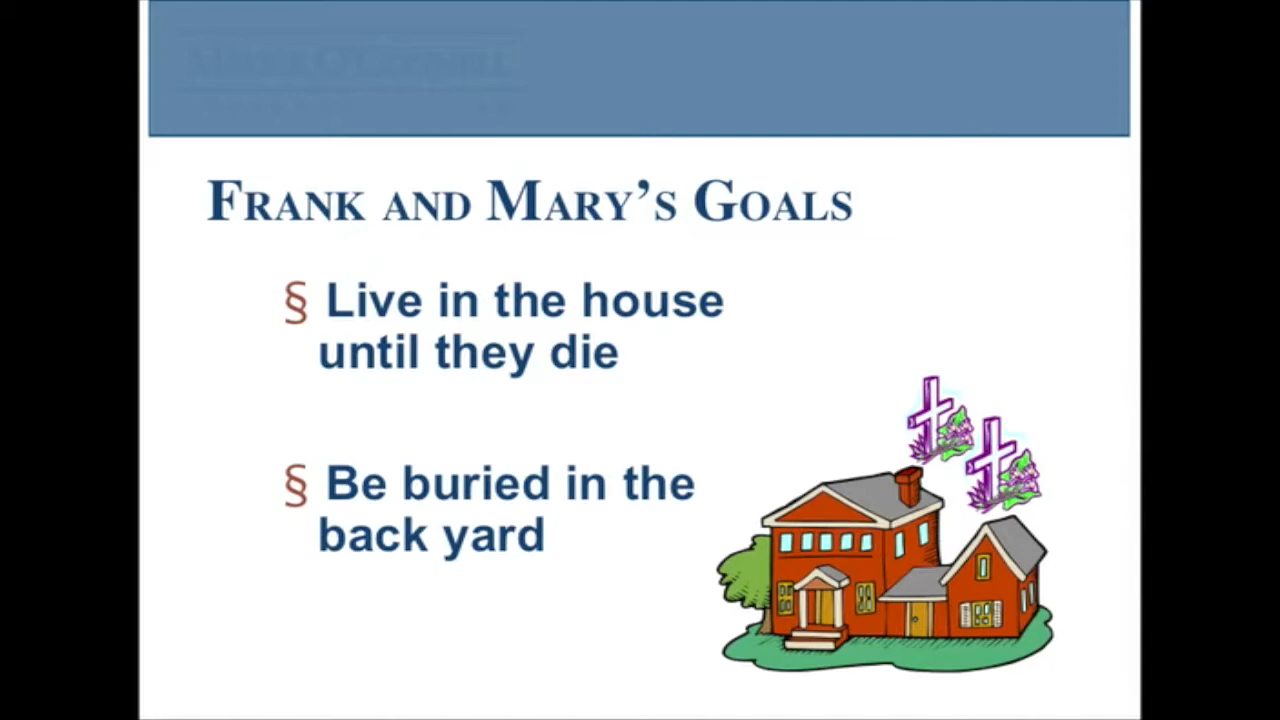 FRANK AND MARY’S GOALS
§ Live in the house
until they die
§ Be buried in the
back yard